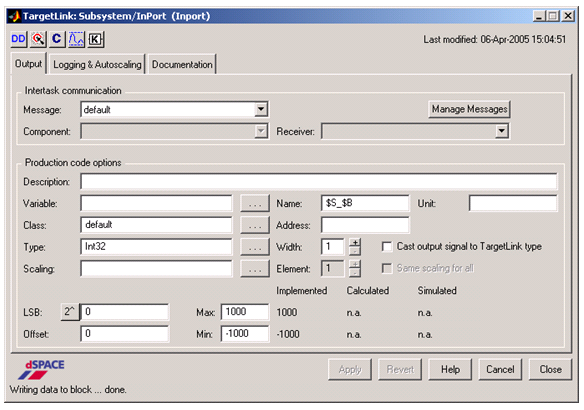 TargetLink: Subsystem/InPort (Inport)
DD C K Last modified: 06-Apr-2005 15:04:51
Output Logging & Autoscaling Documentation
Intertask communication
Message: default Manage Messages
Component: Receiver:
Production code options
Description:
Variable: ... Name: $S_$B Unit:
Class: default ... Address:
Type: Int32 ... Width: 1 Cast output signal to TargetLink type
Scaling: ... Element: 1 Same scaling for all
Implemented Calculated Simulated
LSB: 2^ 0 Max: 1000 1000 n.a. n.a.
Offset: 0 Min: -1000 -1000 n.a. n.a.
dSPACE Apply Revert Help Cancel Close
Writing data to block ... done.